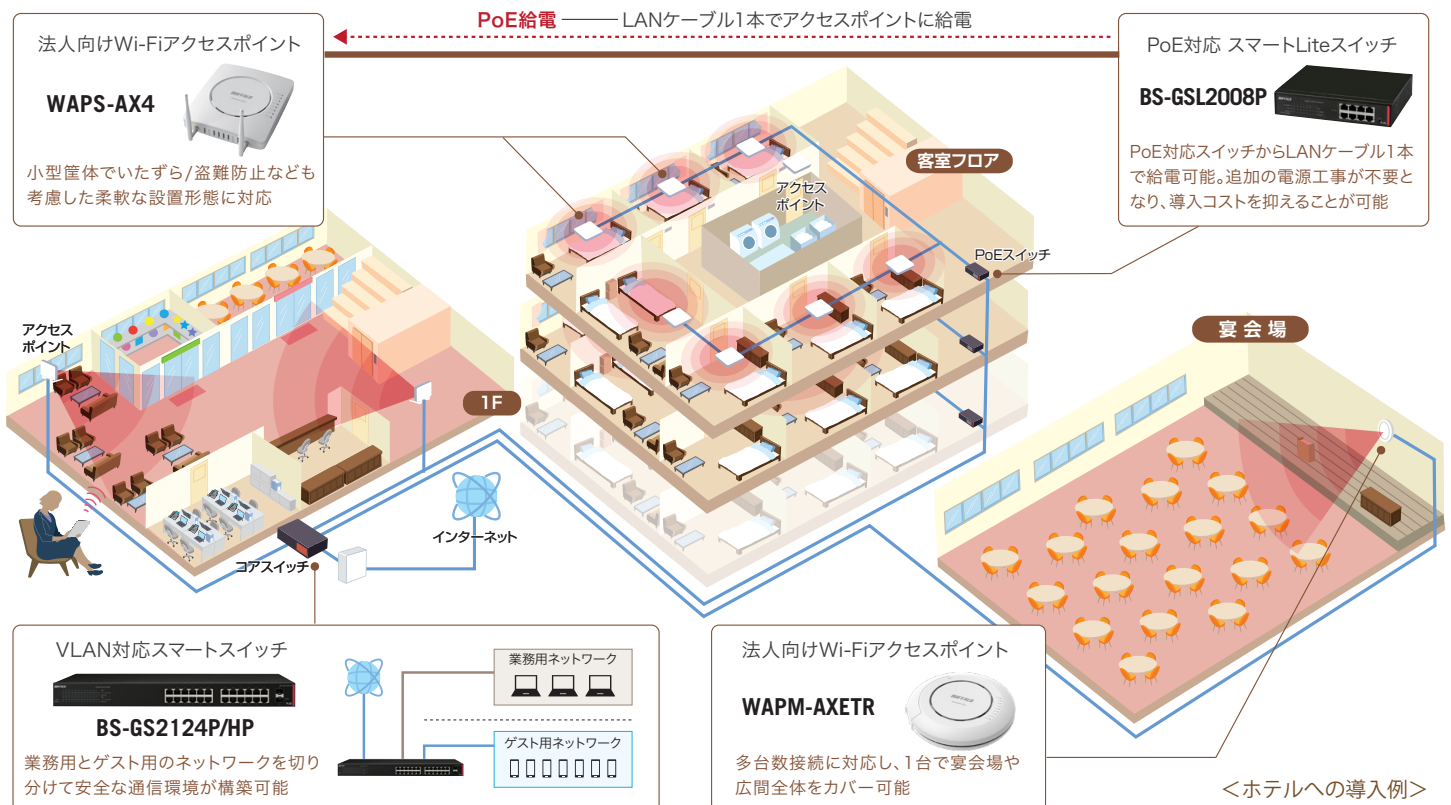 PoE給電 LANケーブル1本でアクセスポイントに給電
法人向けWi-Fiアクセスポイント
WAPS-AX4
小型筐体でいたずら/盗難防止なども
考慮した柔軟な設置形態に対応
PoE対応 スマートLiteスイッチ
BS-GSL2008P
PoE対応スイッチからLANケーブル1本
で給電可能。追加の電源工事が不要と
なり、導入コストを抑えることが可能
客室フロア
アクセス
ポイント
PoEスイッチ
アクセス
ポイント
1F
宴会場
インターネット
コアスイッチ
VLAN対応スマートスイッチ
BS-GS2124P/HP
業務用とゲスト用のネットワークを切り
分けて安全な通信環境が構築可能
業務用ネットワーク
ゲスト用ネットワーク
法人向けWi-Fiアクセスポイント
WAPM-AXETR
多台数接続に対応し、1台で宴会場や
広間全体をカバー可能
＜ホテルへの導入例＞